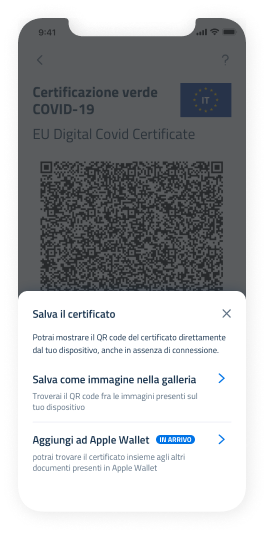 9:41
?
Certificazione verde
COVID-19
IT
EU Digital Covid Certificate
Salva il certificato
Potrai mostrare il QR code del certificato direttamente
dal tuo dispositivo, anche in assenza di connessione.
Salva come immagine nella galleria
Troverai il QR code fra le immagini presenti sul
tuo dispositivo
Aggiungi ad Apple Wallet IN ARRIVO
potrai trovare il certificato insieme agli altri
documenti presenti in Apple Wallet